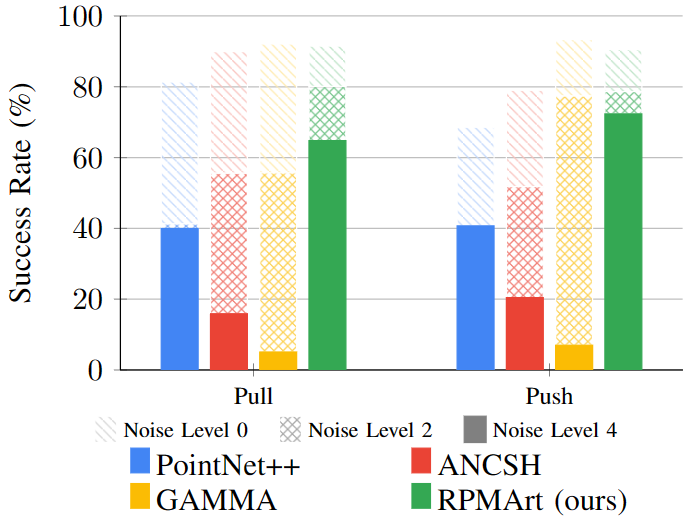 100
80
60
40
20
0
Success Rate (%)
Pull Push
Noise Level 0 Noise Level 2 Noise Level 4
PointNet++ ANCSH
GAMMA RPMArt (ours)